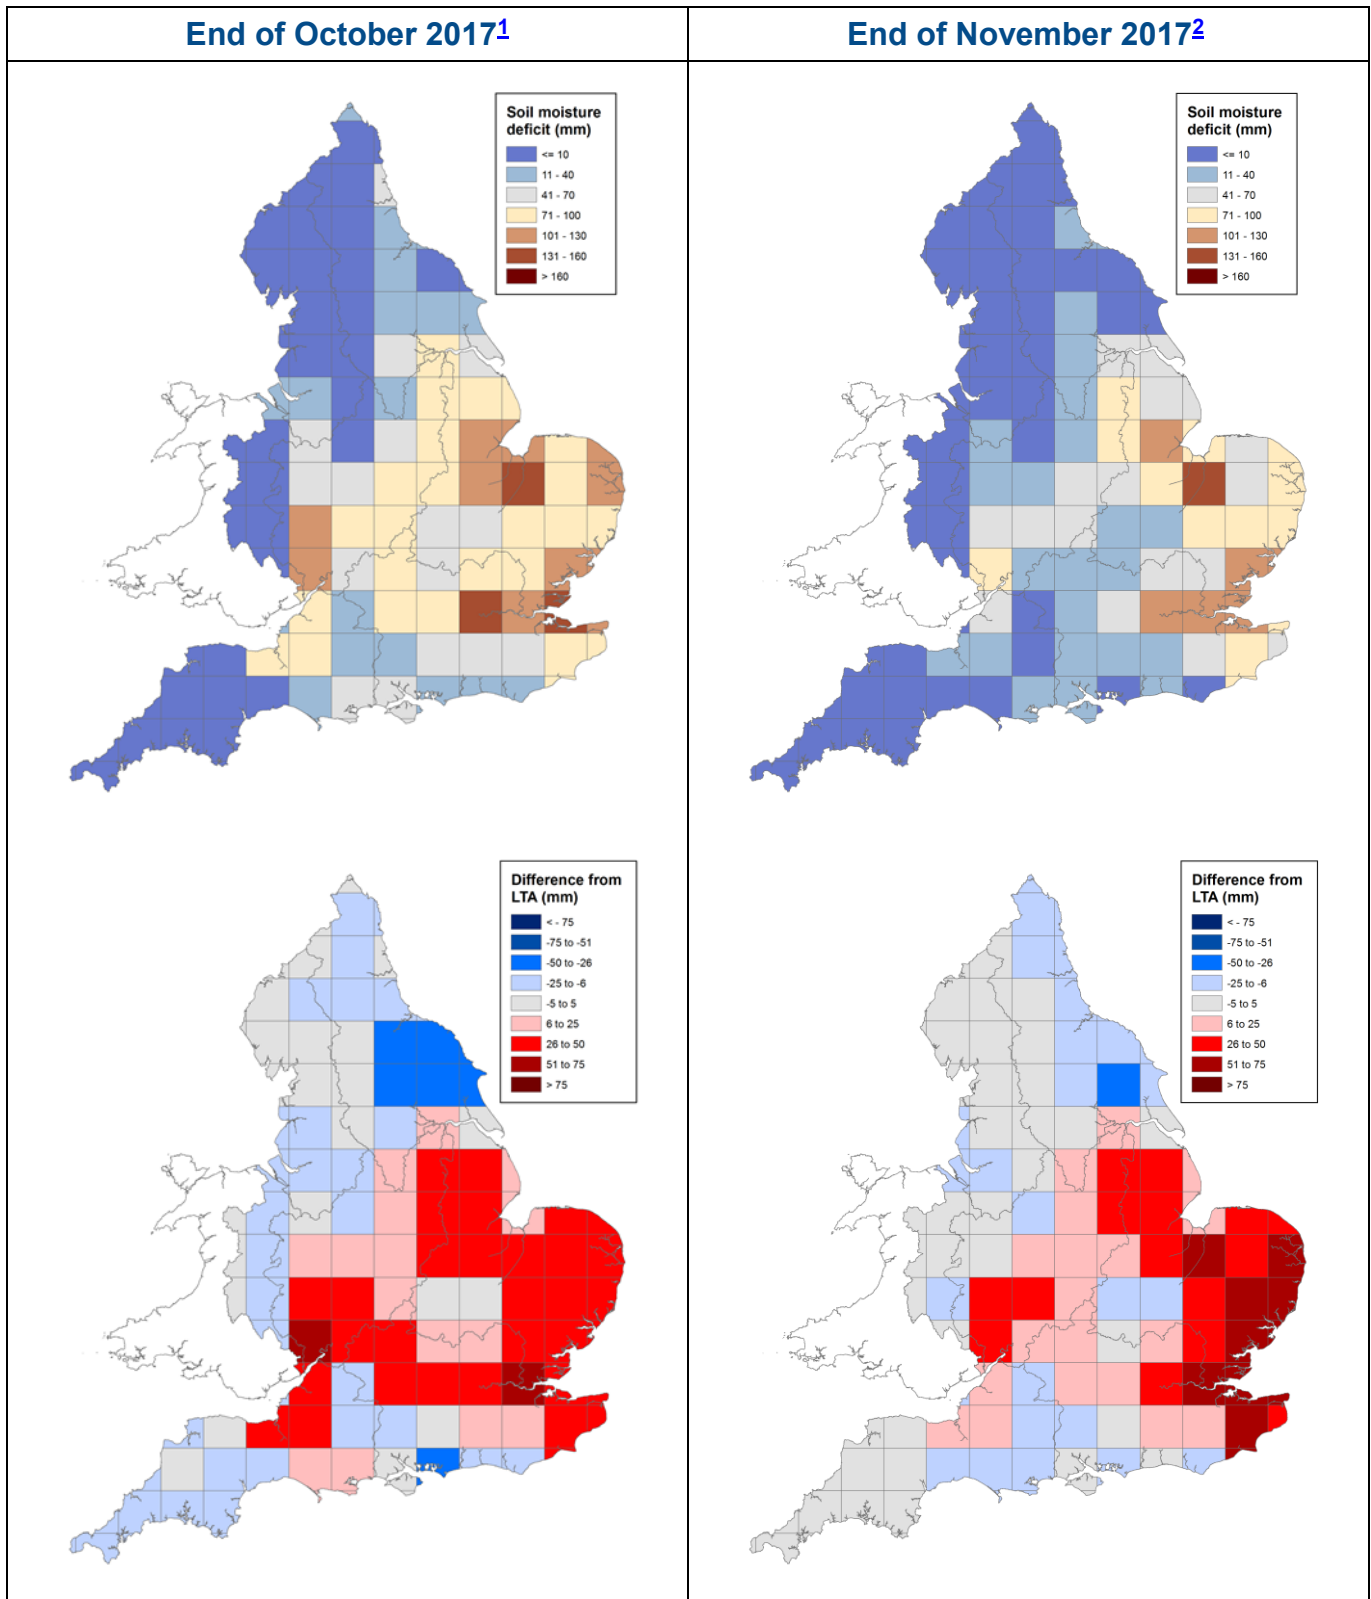 End of October 2017¹
End of November 2017²
Soil moisture
deficit (mm)
<= 10
11 - 40
41 - 70
71 - 100
101 - 130
131 - 160
> 160
Soil moisture
deficit (mm)
<= 10
11 - 40
41 - 70
71 - 100
101 - 130
131 - 160
> 160
Difference from
LTA (mm)
< - 75
-75 to -51
-50 to -26
-25 to -6
-5 to 5
6 to 25
26 to 50
51 to 75
> 75
Difference from
LTA (mm)
< - 75
-75 to -51
-50 to -26
-25 to -6
-5 to 5
6 to 25
26 to 50
51 to 75
> 75